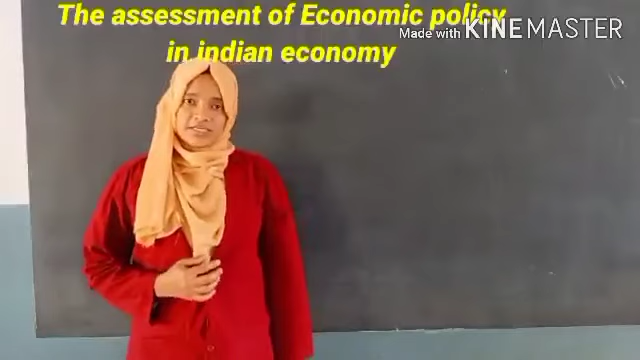 The assessment of Economic policy
in indian economy
Made with KINEMASTER